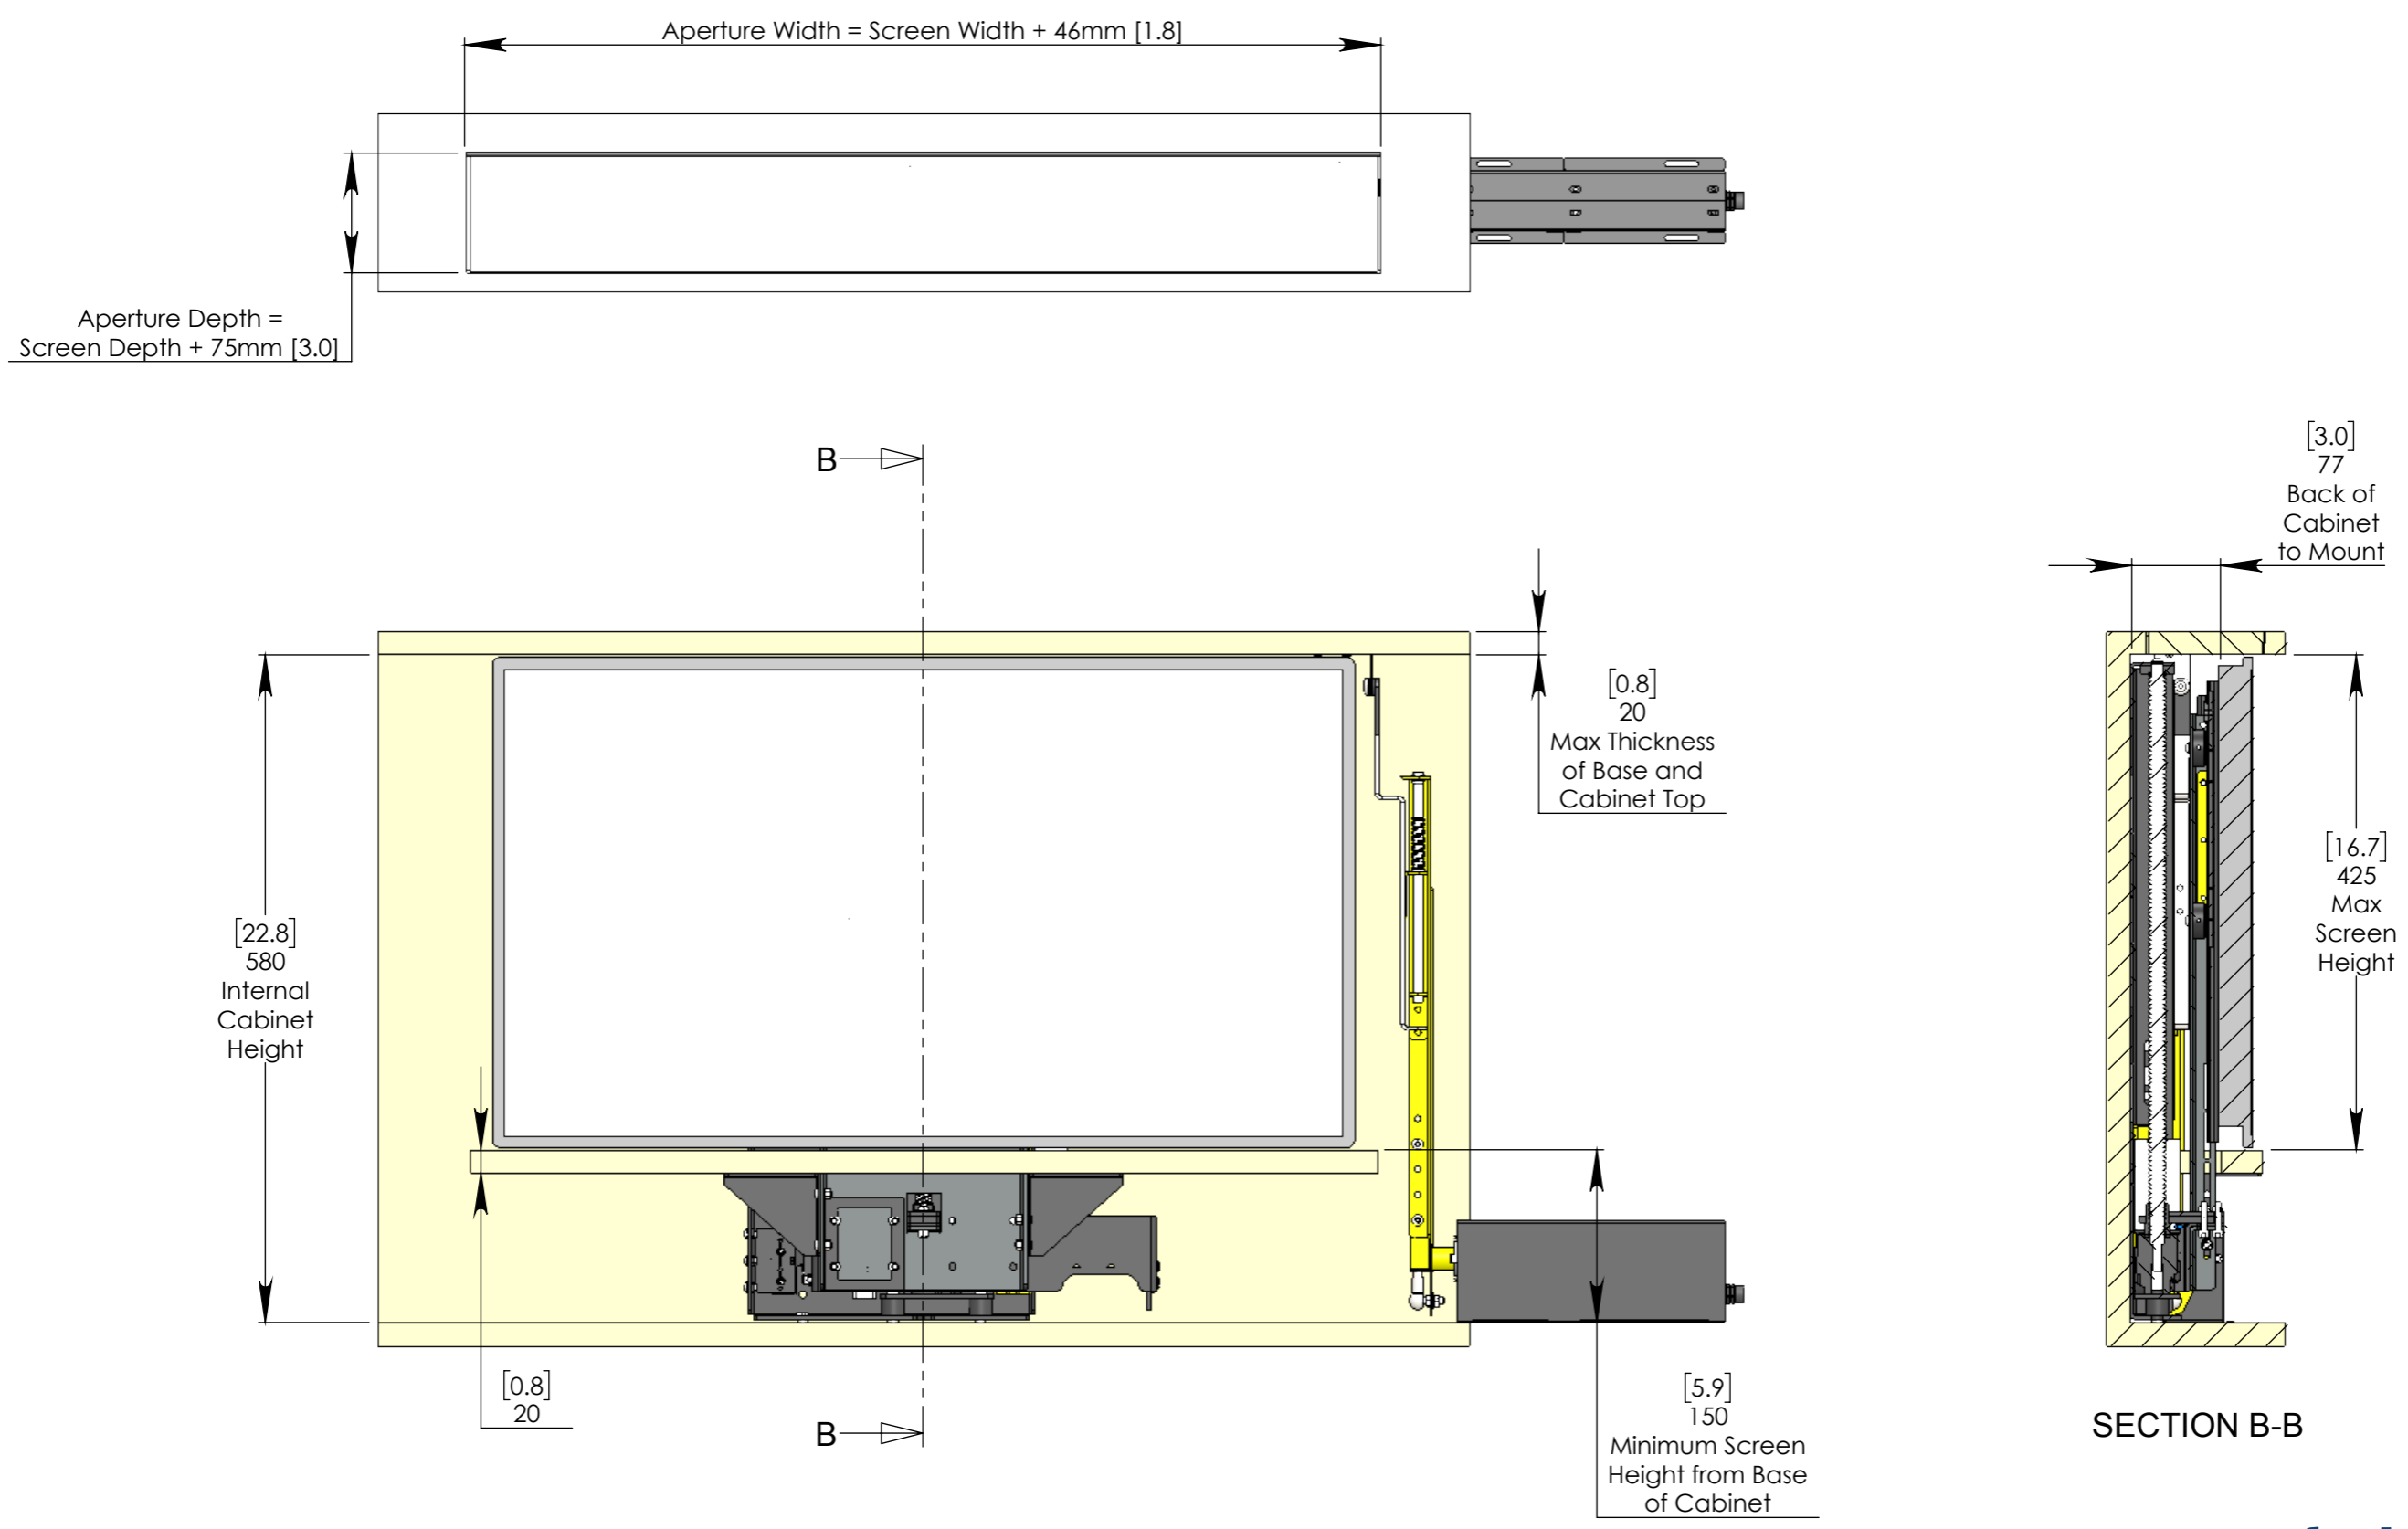 Aperture Width = Screen Width + 46mm [1.8]
Aperture Depth =
Screen Depth + 75mm [3.0]
B
[3.0]
77
Back of
Cabinet
to Mount
[0.8]
20
Max Thickness
of Base and
Cabinet Top
[16.7]
425
Max
Screen
Height
[22.8]
580
Internal
Cabinet
Height
[0.8]
20
B
[5.9]
150
Minimum Screen
Height from Base
of Cabinet
SECTION B-B